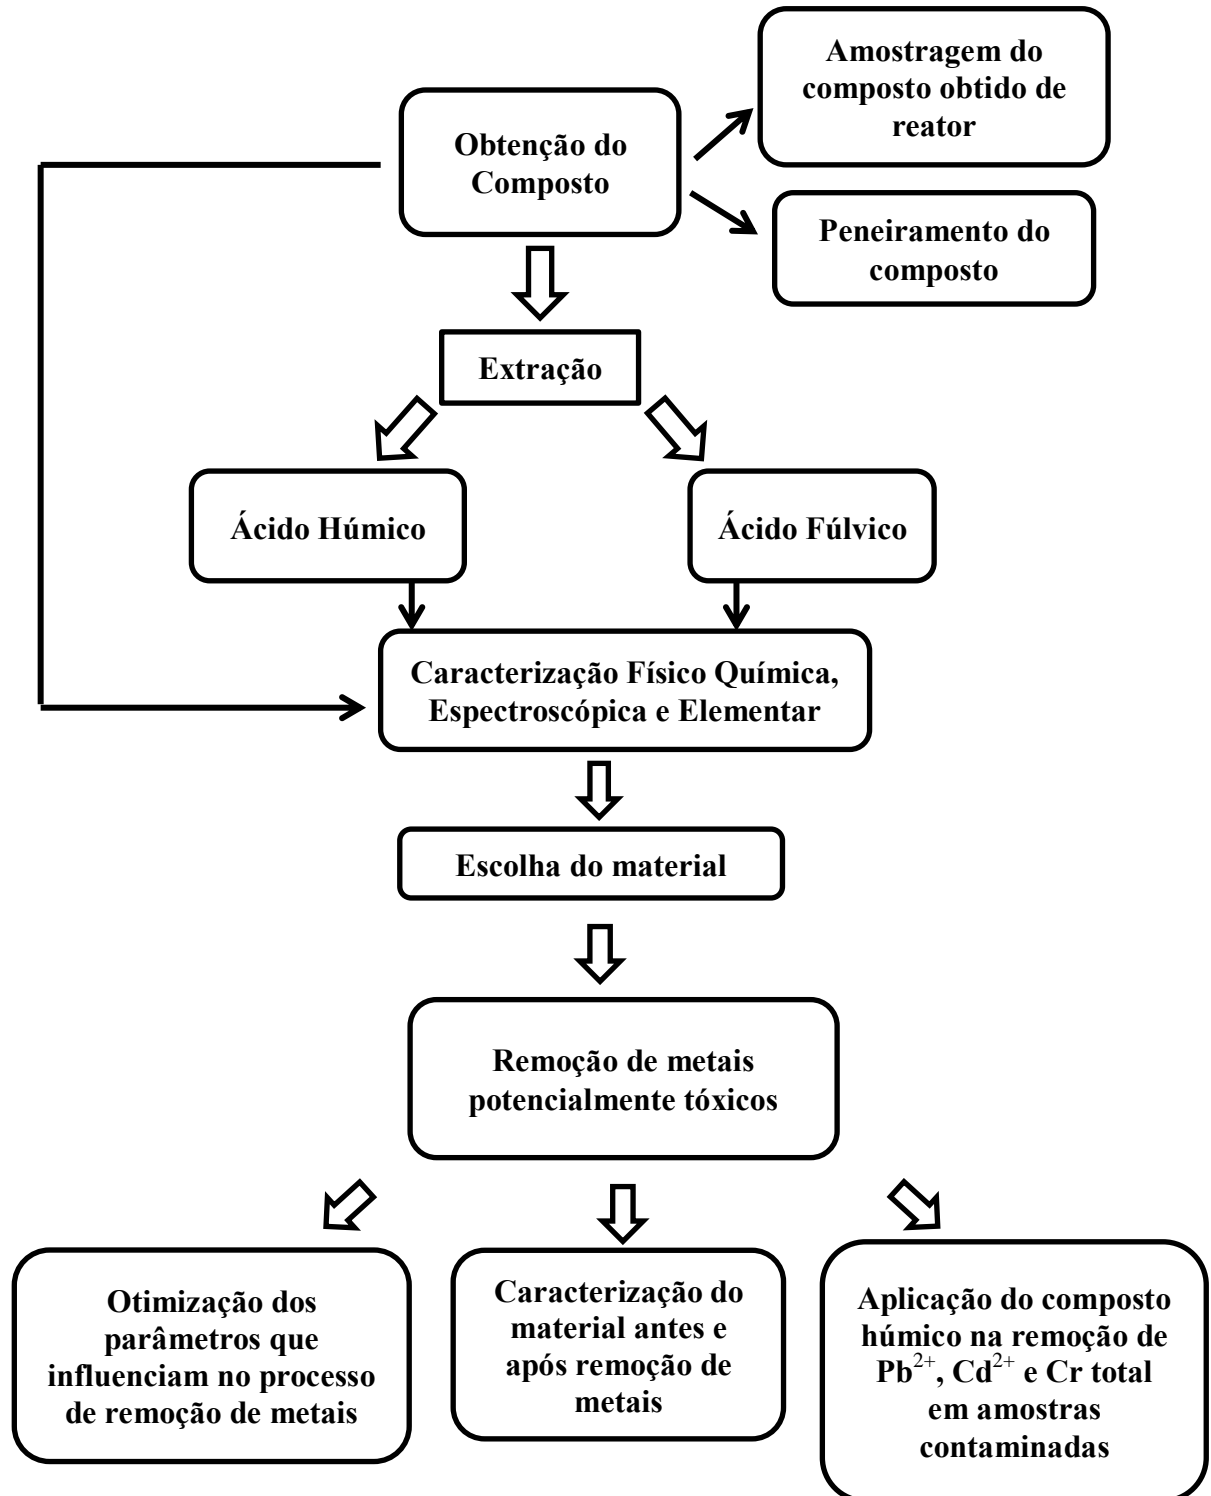 Amostragem do
composto obtido de
reator
Obtenção do
Composto
Peneiramento do
composto
Extração
Ácido Húmico
Ácido Fúlvico
Caracterização Físico Química,
Espectroscópica e Elementar
Escolha do material
Remoção de metais
potencialmente tóxicos
Otimização dos
parâmetros que
influenciam no processo
de remoção de metais
Caracterização do
material antes e
após remoção de
metais
Aplicação do composto
húmico na remoção de
Pb²⁺, Cd²⁺ e Cr total
em amostras
contaminadas